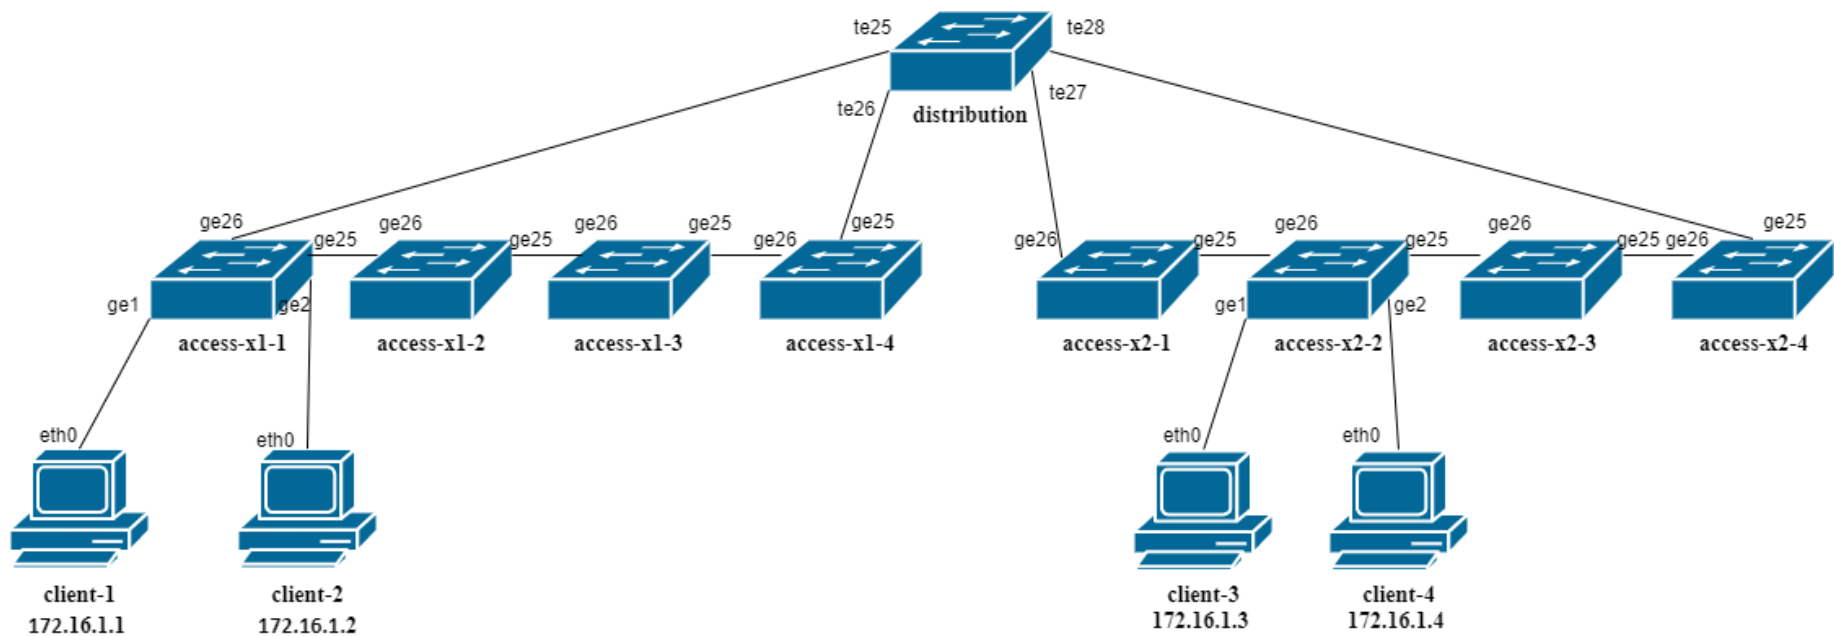 te25
te28
te26
te27
distribution
ge26
ge25
ge26
ge25
ge26
ge25
ge26
ge25
ge26
ge25
ge26
ge25
ge26
ge25
ge26
ge25
ge1
ge2
ge1
ge2
access-x1-1
access-x1-2
access-x1-3
access-x1-4
access-x2-1
access-x2-2
access-x2-3
access-x2-4
eth0
eth0
eth0
eth0
client-1
172.16.1.1
client-2
172.16.1.2
client-3
172.16.1.3
client-4
172.16.1.4